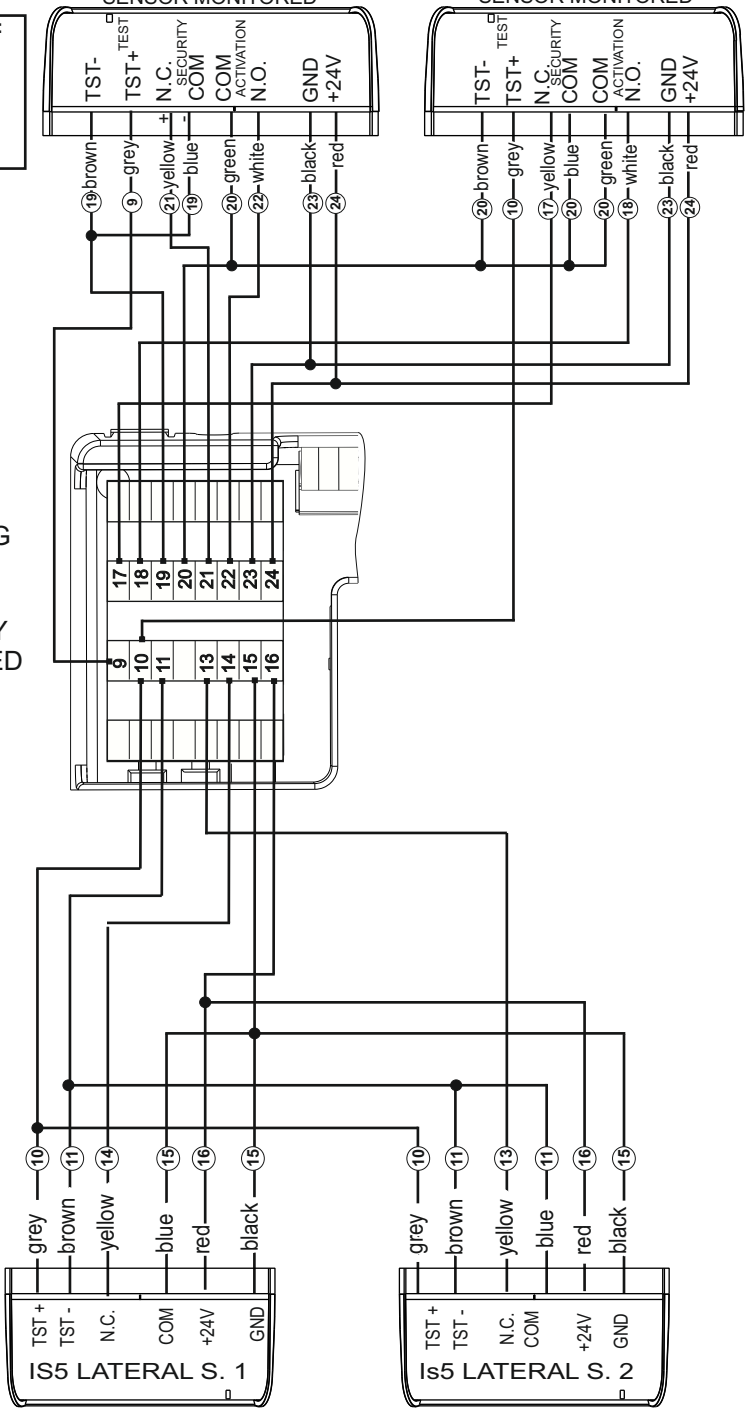 SENSOR MONITORED
SENSOR MONITORED
TST-
TST+
TEST
N.C.
SECURITY
COM
COM
ACTIVATION
N.O.
GND
+24V
TST-
TST+
TEST
N.C.
SECURITY
COM
COM
ACTIVATION
N.O.
GND
+24V
+ -
brown grey yellow blue green white black red
19 9 21 19 20 22 23 24
brown grey yellow blue green white black red
20 10 17 20 20 18 23 24
G
Y
ED
17 18 19 20 21 22 23 24
9 10 11 13 14 15 16
10 11 14 15 16 15
grey brown yellow blue red black
10 11 13 11 16 15
grey brown yellow blue red black
TST + TST - N.C. COM +24V GND
IS5 LATERAL S. 1
TST + TST - N.C. COM +24V GND
Is5 LATERAL S. 2